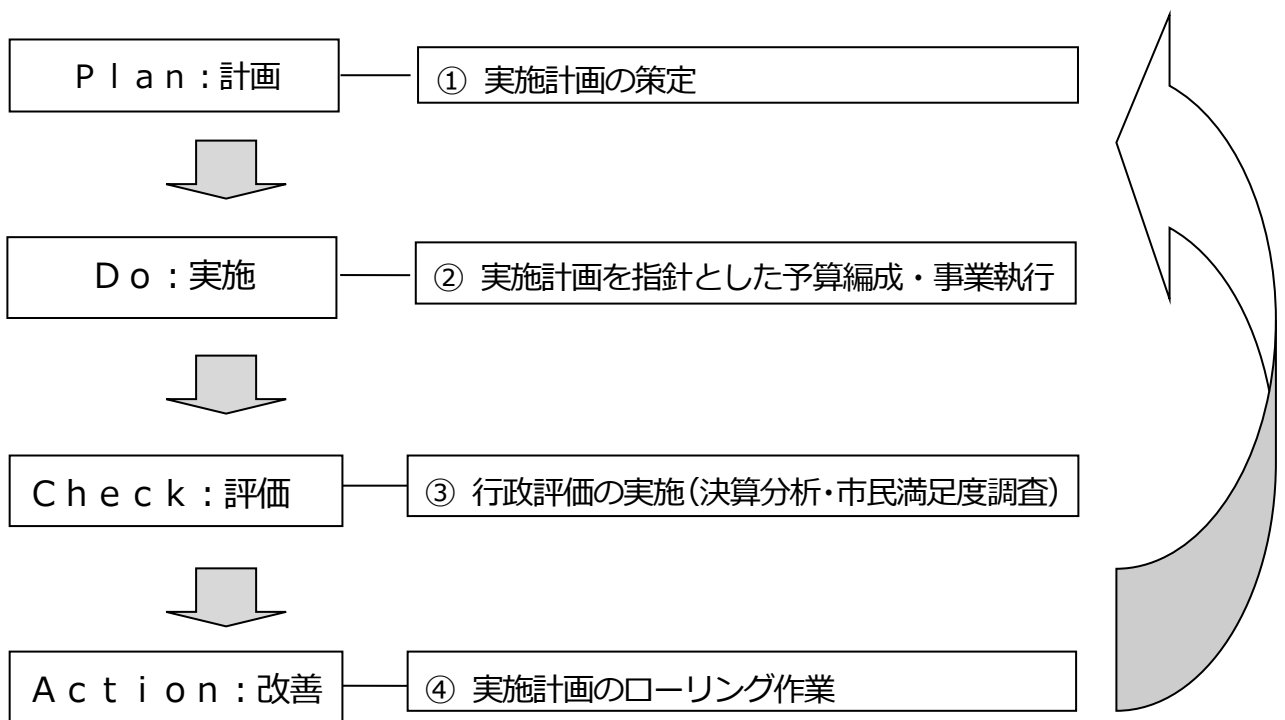 Ｐｌａｎ：計画
① 実施計画の策定
Ｄｏ：実施
② 実施計画を指針とした予算編成・事業執行
Ｃｈｅｃｋ：評価
③ 行政評価の実施（決算分析・市民満足度調査）
Ａｃｔｉｏｎ：改善
④ 実施計画のローリング作業